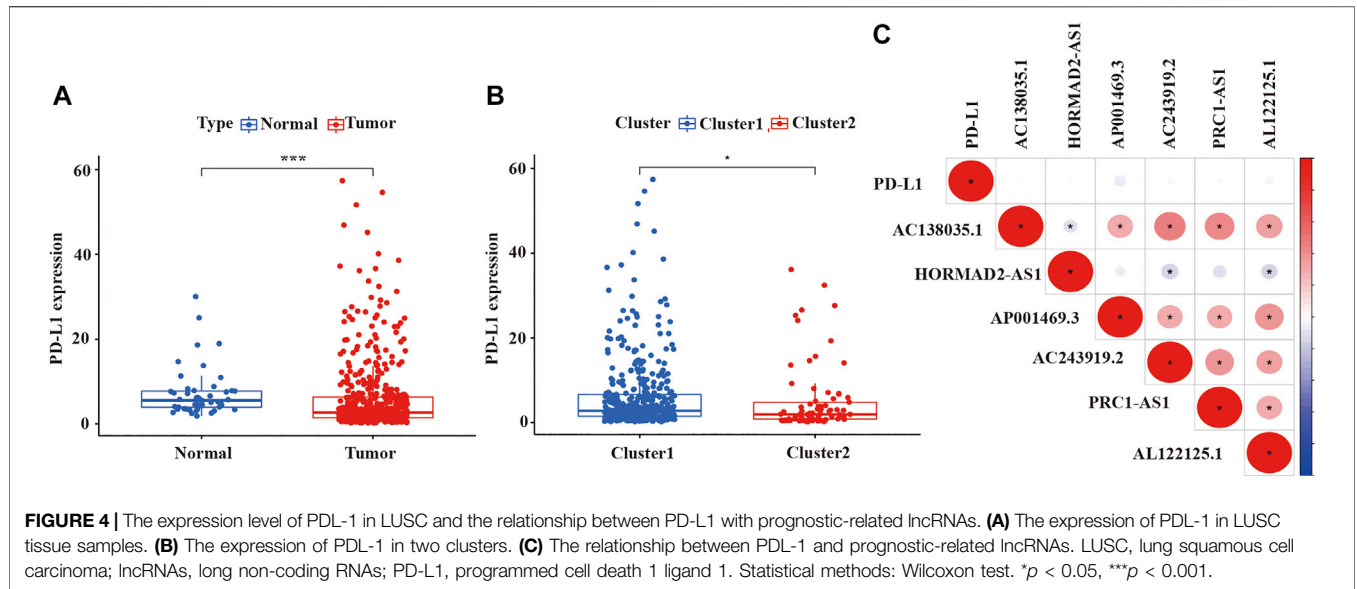 A
Type Normal Tumor
***
PD-L1 expression
60
40
20
0
Normal Tumor
B
Cluster Cluster1 Cluster2
*
PD-L1 expression
60
40
20
0
Cluster1 Cluster2
C
PD-L1
AC138035.1
HORMAD2-AS1
AP001469.3
AC243919.2
PRC1-AS1
AL122125.1
PD-L1 *
AC138035.1 * * * * * *
HORMAD2-AS1 * * *
AP001469.3 * * * *
AC243919.2 * * *
PRC1-AS1 * *
AL122125.1 *
FIGURE 4 | The expression level of PDL-1 in LUSC and the relationship between PD-L1 with prognostic-related lncRNAs. (A) The expression of PDL-1 in LUSC
tissue samples. (B) The expression of PDL-1 in two clusters. (C) The relationship between PDL-1 and prognostic-related lncRNAs. LUSC, lung squamous cell
carcinoma; lncRNAs, long non-coding RNAs; PD-L1, programmed cell death 1 ligand 1. Statistical methods: Wilcoxon test. *p < 0.05, ***p < 0.001.